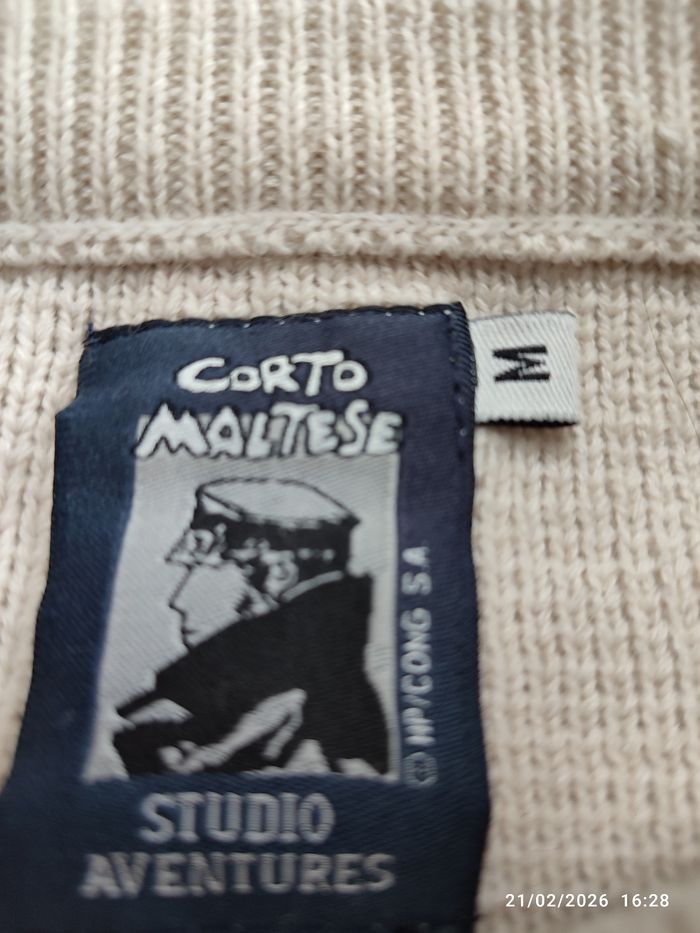 CORTO
MALTESE
M
© HP/CONG S.A
STUDIO
AVENTURES
21/02/2026 16:28